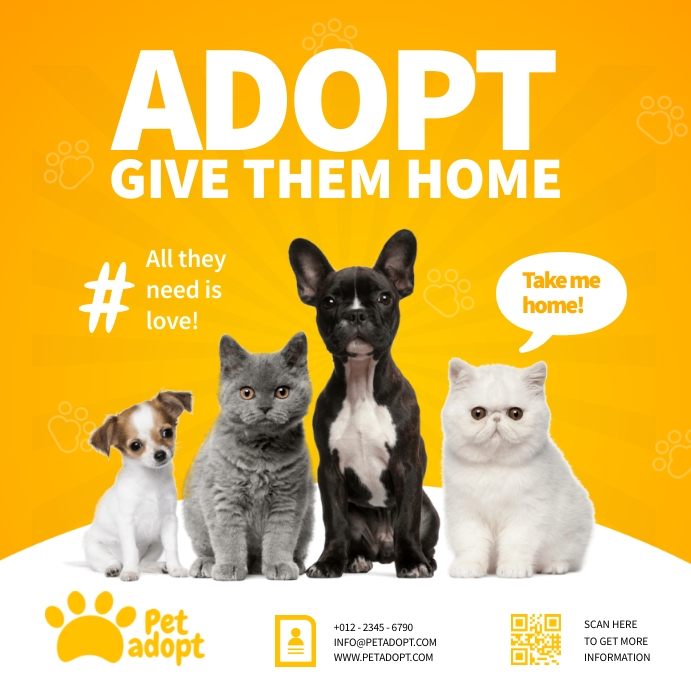 ADOPT
GIVE THEM HOME
# All they
need is
love!
Take me
home!
Pet
adopt
+012 - 2345 - 6790
INFO@PETADOPT.COM
WWW.PETADOPT.COM
SCAN HERE
TO GET MORE
INFORMATION